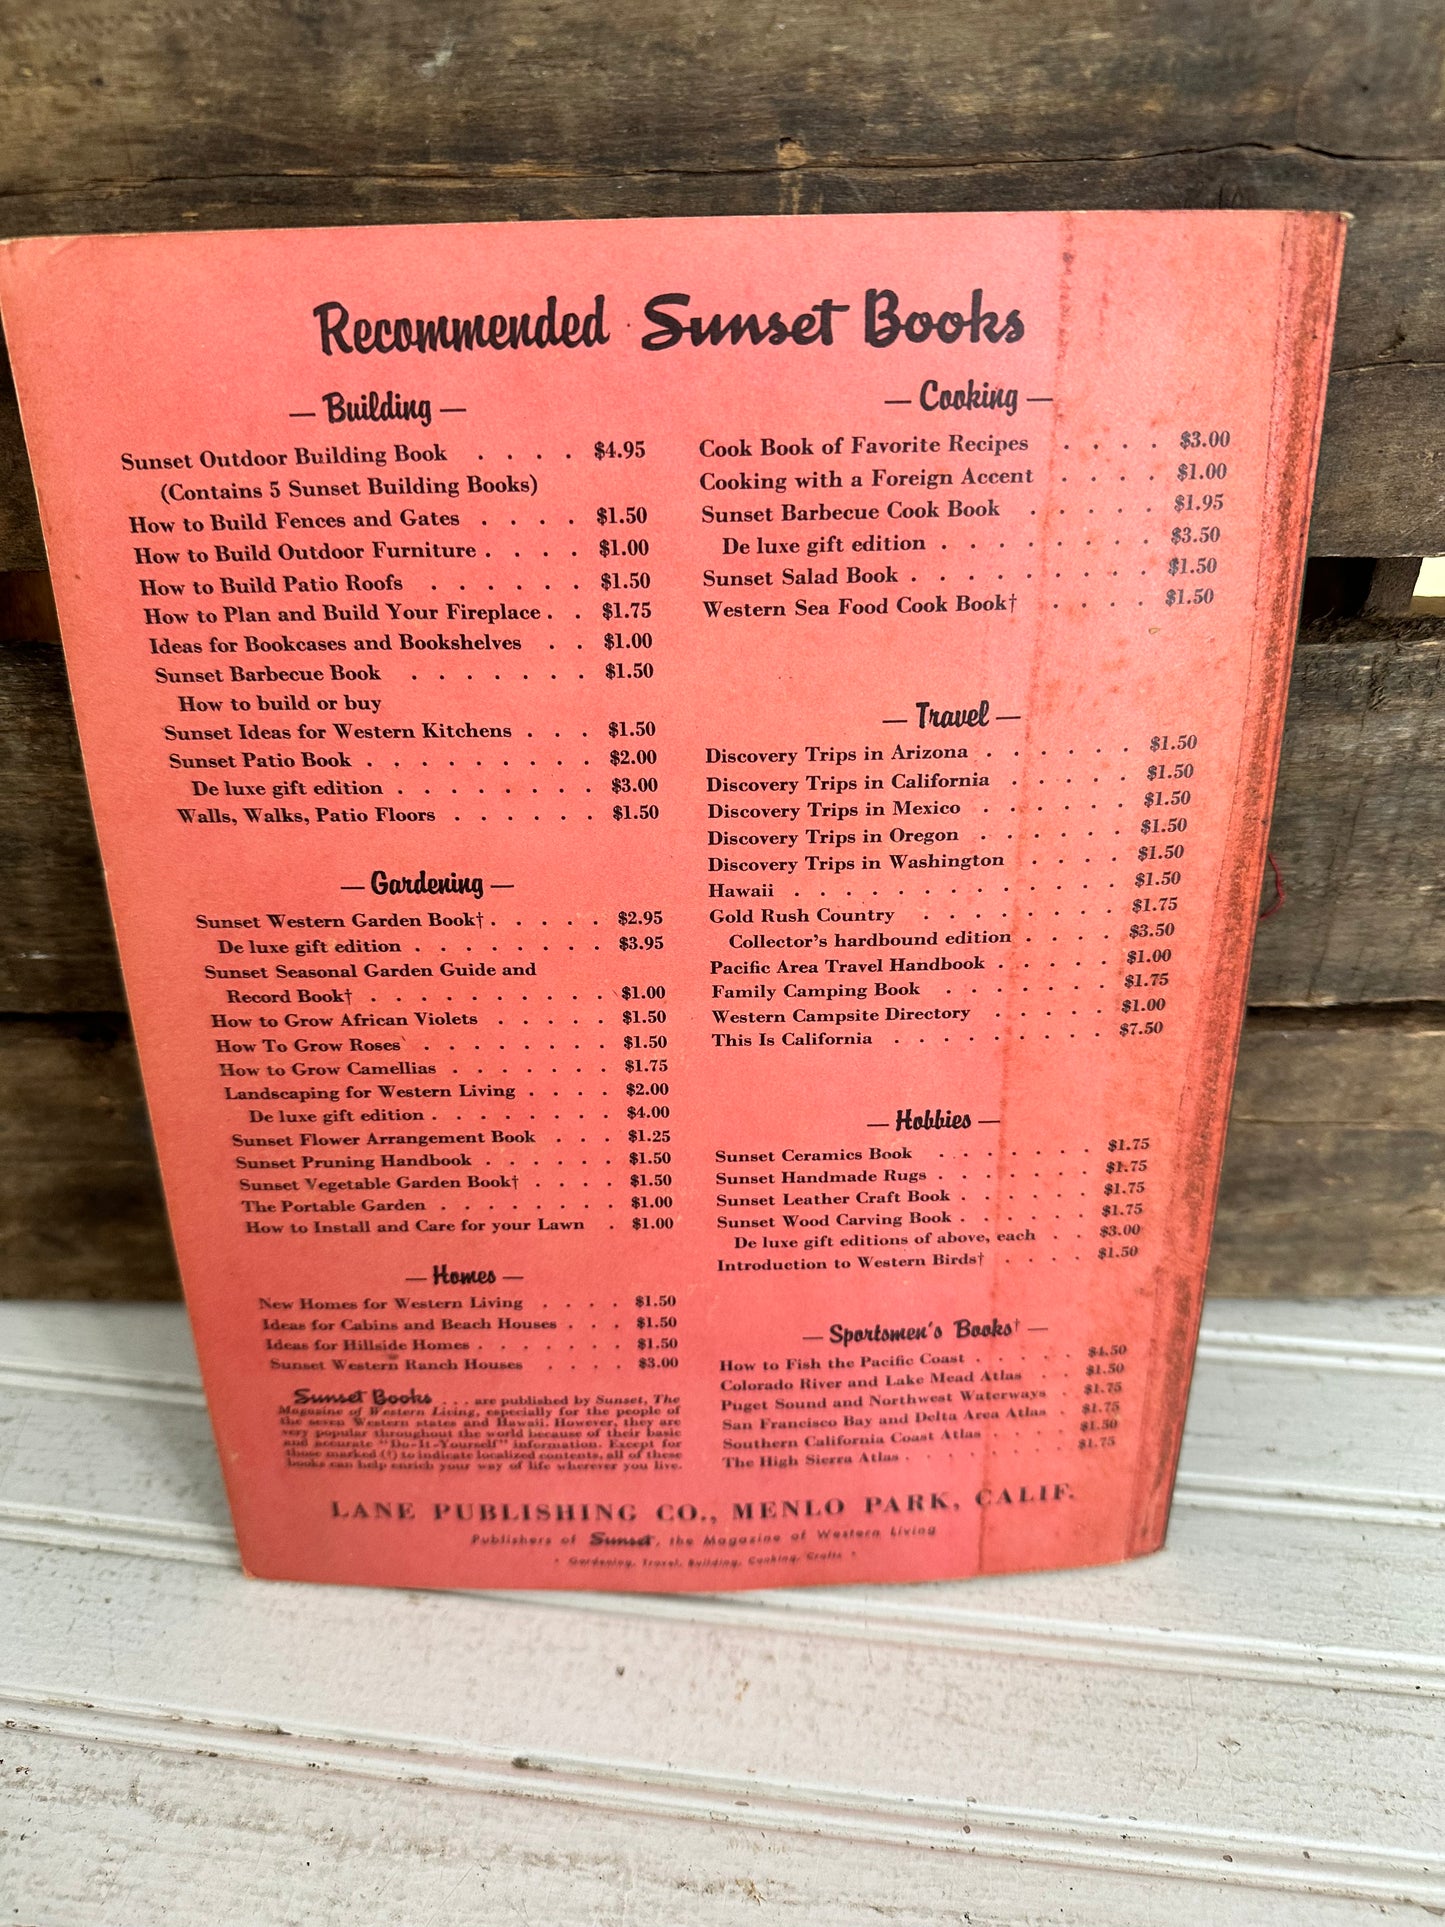 Recommended Sunset Books
— Building —
Sunset Outdoor Building Book . . . . $4.95
(Contains 5 Sunset Building Books)
How to Build Fences and Gates . . . . $1.50
How to Build Outdoor Furniture . . . . $1.00
How to Build Patio Roofs . . . . . . $1.50
How to Plan and Build Your Fireplace . . $1.75
Ideas for Bookcases and Bookshelves . . $1.00
Sunset Barbecue Book . . . . . . . $1.50
How to build or buy
Sunset Ideas for Western Kitchens . . . $1.50
Sunset Patio Book . . . . . . . . . $2.00
De luxe gift edition . . . . . . . . $3.00
Walls, Walks, Patio Floors . . . . . . $1.50
— Gardening —
Sunset Western Garden Book† . . . . . $2.95
De luxe gift edition . . . . . . . . $3.95
Sunset Seasonal Garden Guide and
Record Book† . . . . . . . . . . $1.00
How to Grow African Violets . . . . . $1.50
How To Grow Roses . . . . . . . . $1.50
How to Grow Camellias . . . . . . . $1.75
Landscaping for Western Living . . . . $2.00
De luxe gift edition . . . . . . . . $4.00
Sunset Flower Arrangement Book . . . $1.25
Sunset Pruning Handbook . . . . . . $1.50
Sunset Vegetable Garden Book† . . . . $1.50
The Portable Garden . . . . . . . . $1.00
How to Install and Care for your Lawn . $1.00
— Homes —
New Homes for Western Living . . . . $1.50
Ideas for Cabins and Beach Houses . . . $1.50
Ideas for Hillside Homes . . . . . . . $1.50
Sunset Western Ranch Houses . . . . $3.00
Sunset Books . . . are published by Sunset, The
Magazine of Western Living, especially for the people of
the seven Western states and Hawaii. However, they are
very popular throughout the world because of their basic
and accurate "Do-It-Yourself" information. Except for
those marked (†) to indicate localized contents, all of these
books can help enrich your way of life wherever you live.
— Cooking —
Cook Book of Favorite Recipes . . . . $3.00
Cooking with a Foreign Accent . . . . $1.00
Sunset Barbecue Cook Book . . . . . $1.95
De luxe gift edition . . . . . . . . $3.50
Sunset Salad Book . . . . . . . . . $1.50
Western Sea Food Cook Book† . . . . $1.50
— Travel —
Discovery Trips in Arizona . . . . . . $1.50
Discovery Trips in California . . . . . $1.50
Discovery Trips in Mexico . . . . . . $1.50
Discovery Trips in Oregon . . . . . . $1.50
Discovery Trips in Washington . . . . $1.50
Hawaii . . . . . . . . . . . . . $1.50
Gold Rush Country . . . . . . . $1.75
Collector's hardbound edition . . . . $3.50
Pacific Area Travel Handbook . . . . . $1.00
Family Camping Book . . . . . . . $1.75
Western Campsite Directory . . . . . $1.00
This Is California . . . . . . . . . $7.50
— Hobbies —
Sunset Ceramics Book . . . . . . . $1.75
Sunset Handmade Rugs . . . . . . . $1.75
Sunset Leather Craft Book . . . . . . $1.75
Sunset Wood Carving Book . . . . . . $1.75
De luxe gift editions of above, each . . $3.00
Introduction to Western Birds† . . . . $1.50
— Sportsmen's Books† —
How to Fish the Pacific Coast . . . . . $4.50
Colorado River and Lake Mead Atlas . . $1.50
Puget Sound and Northwest Waterways . $1.75
San Francisco Bay and Delta Area Atlas . $1.75
Southern California Coast Atlas . . . . $1.50
The High Sierra Atlas . . . . . . . . $1.75
LANE PUBLISHING CO., MENLO PARK, CALIF.
Publishers of Sunset, the Magazine of Western Living
• Gardening, Travel, Building, Cooking, Crafts •